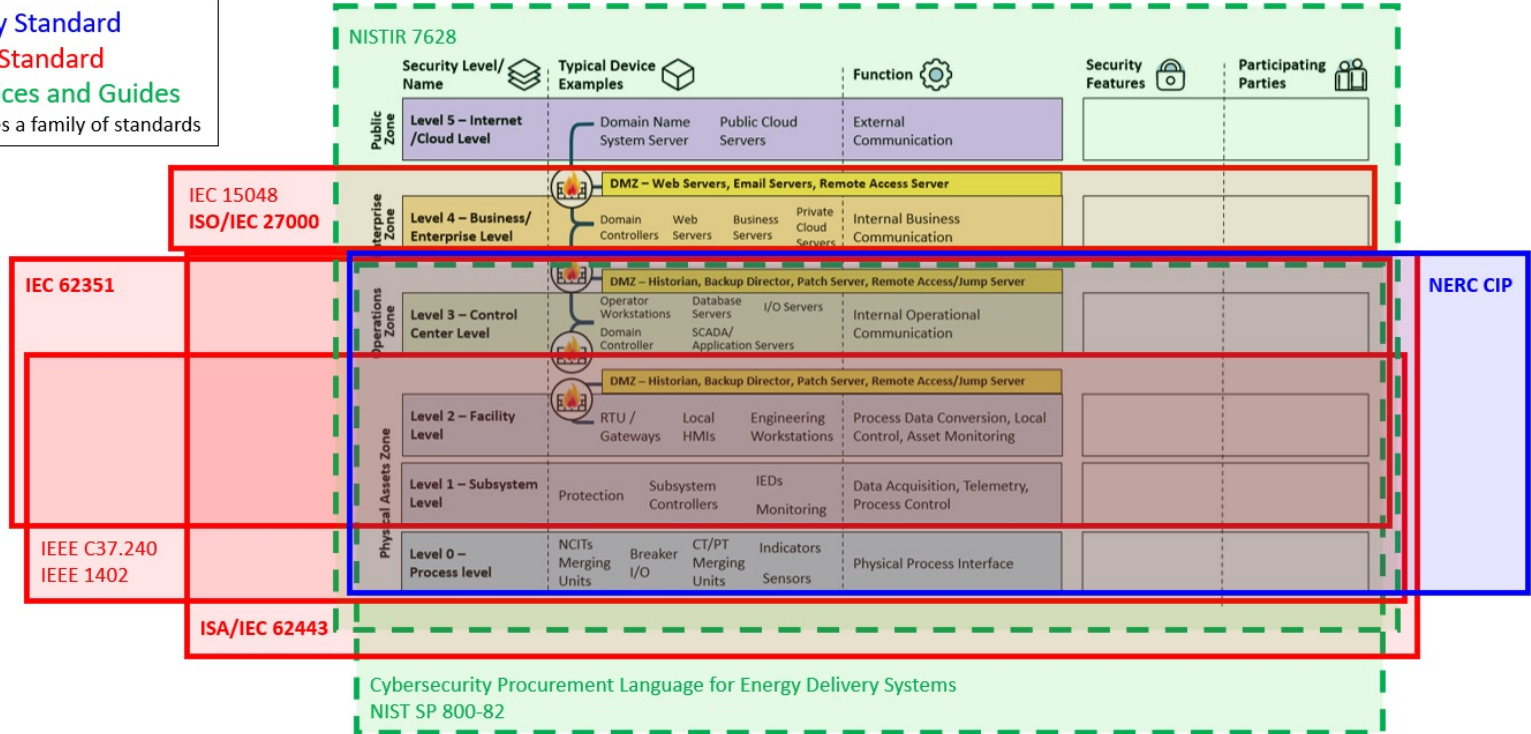 y Standard
Standard
ices and Guides
es a family of standards
NISTIR 7628
Security Level/
Name
Typical Device
Examples
Function
Security
Features
Participating
Parties
Public
Zone
Level 5 – Internet
/Cloud Level
Domain Name
System Server
Public Cloud
Servers
External
Communication
IEC 15048
ISO/IEC 27000
DMZ – Web Servers, Email Servers, Remote Access Server
terprise
Zone
Level 4 – Business/
Enterprise Level
Domain
Controllers
Web
Servers
Business
Servers
Private
Cloud
Servers
Internal Business
Communication
IEC 62351
NERC CIP
DMZ – Historian, Backup Director, Patch Server, Remote Access/Jump Server
Operations
Zone
Level 3 – Control
Center Level
Operator
Workstations
Database
Servers
I/O Servers
Domain
Controller
SCADA/
Application Servers
Internal Operational
Communication
DMZ – Historian, Backup Director, Patch Server, Remote Access/Jump Server
Physical Assets Zone
Level 2 – Facility
Level
RTU /
Gateways
Local
HMIs
Engineering
Workstations
Process Data Conversion, Local
Control, Asset Monitoring
Level 1 – Subsystem
Level
Protection
Subsystem
Controllers
IEDs
Monitoring
Data Acquisition, Telemetry,
Process Control
IEEE C37.240
IEEE 1402
Level 0 –
Process level
NCITs
Merging
Units
Breaker
I/O
CT/PT
Merging
Units
Indicators
Sensors
Physical Process Interface
ISA/IEC 62443
Cybersecurity Procurement Language for Energy Delivery Systems
NIST SP 800-82